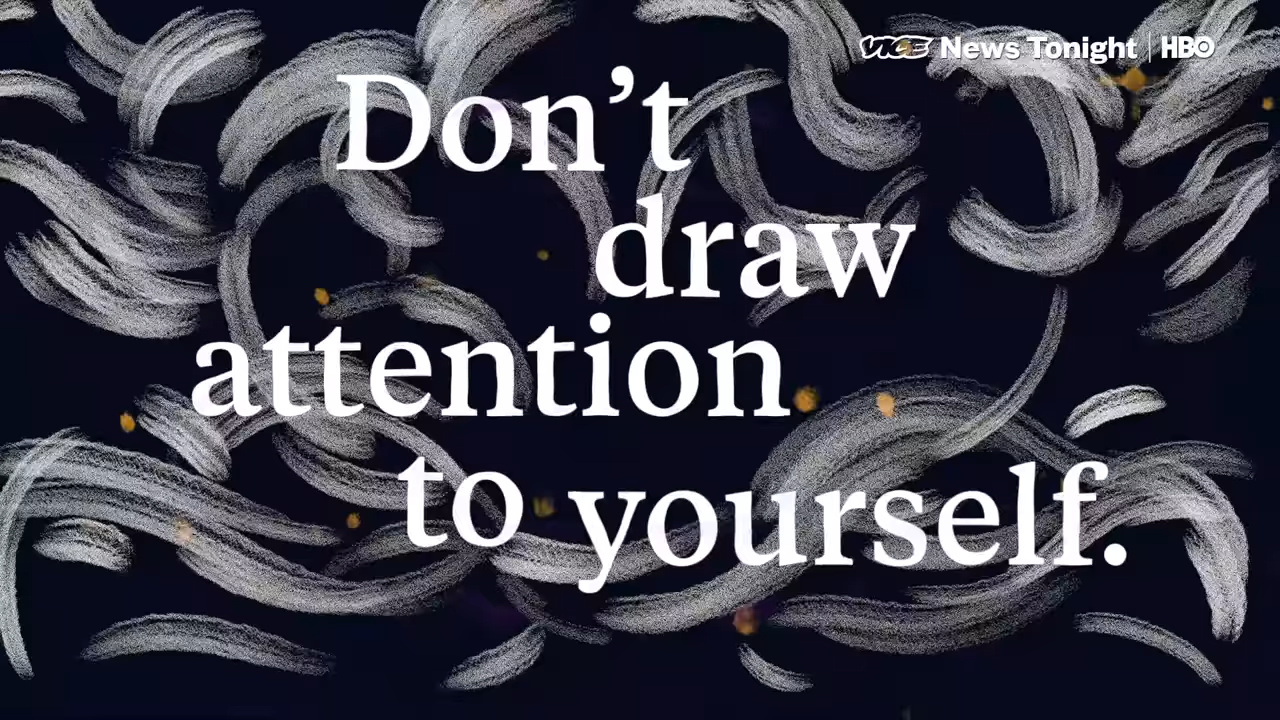 VICE News Tonight | HBO
Don’t
draw
attention
to yourself.